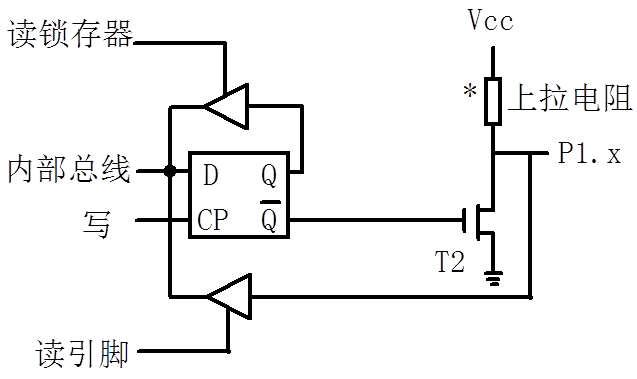 读锁存器
Vcc
* 上拉电阻
内部总线
D Q
P1.x
写
CP Q̅
T2
读引脚